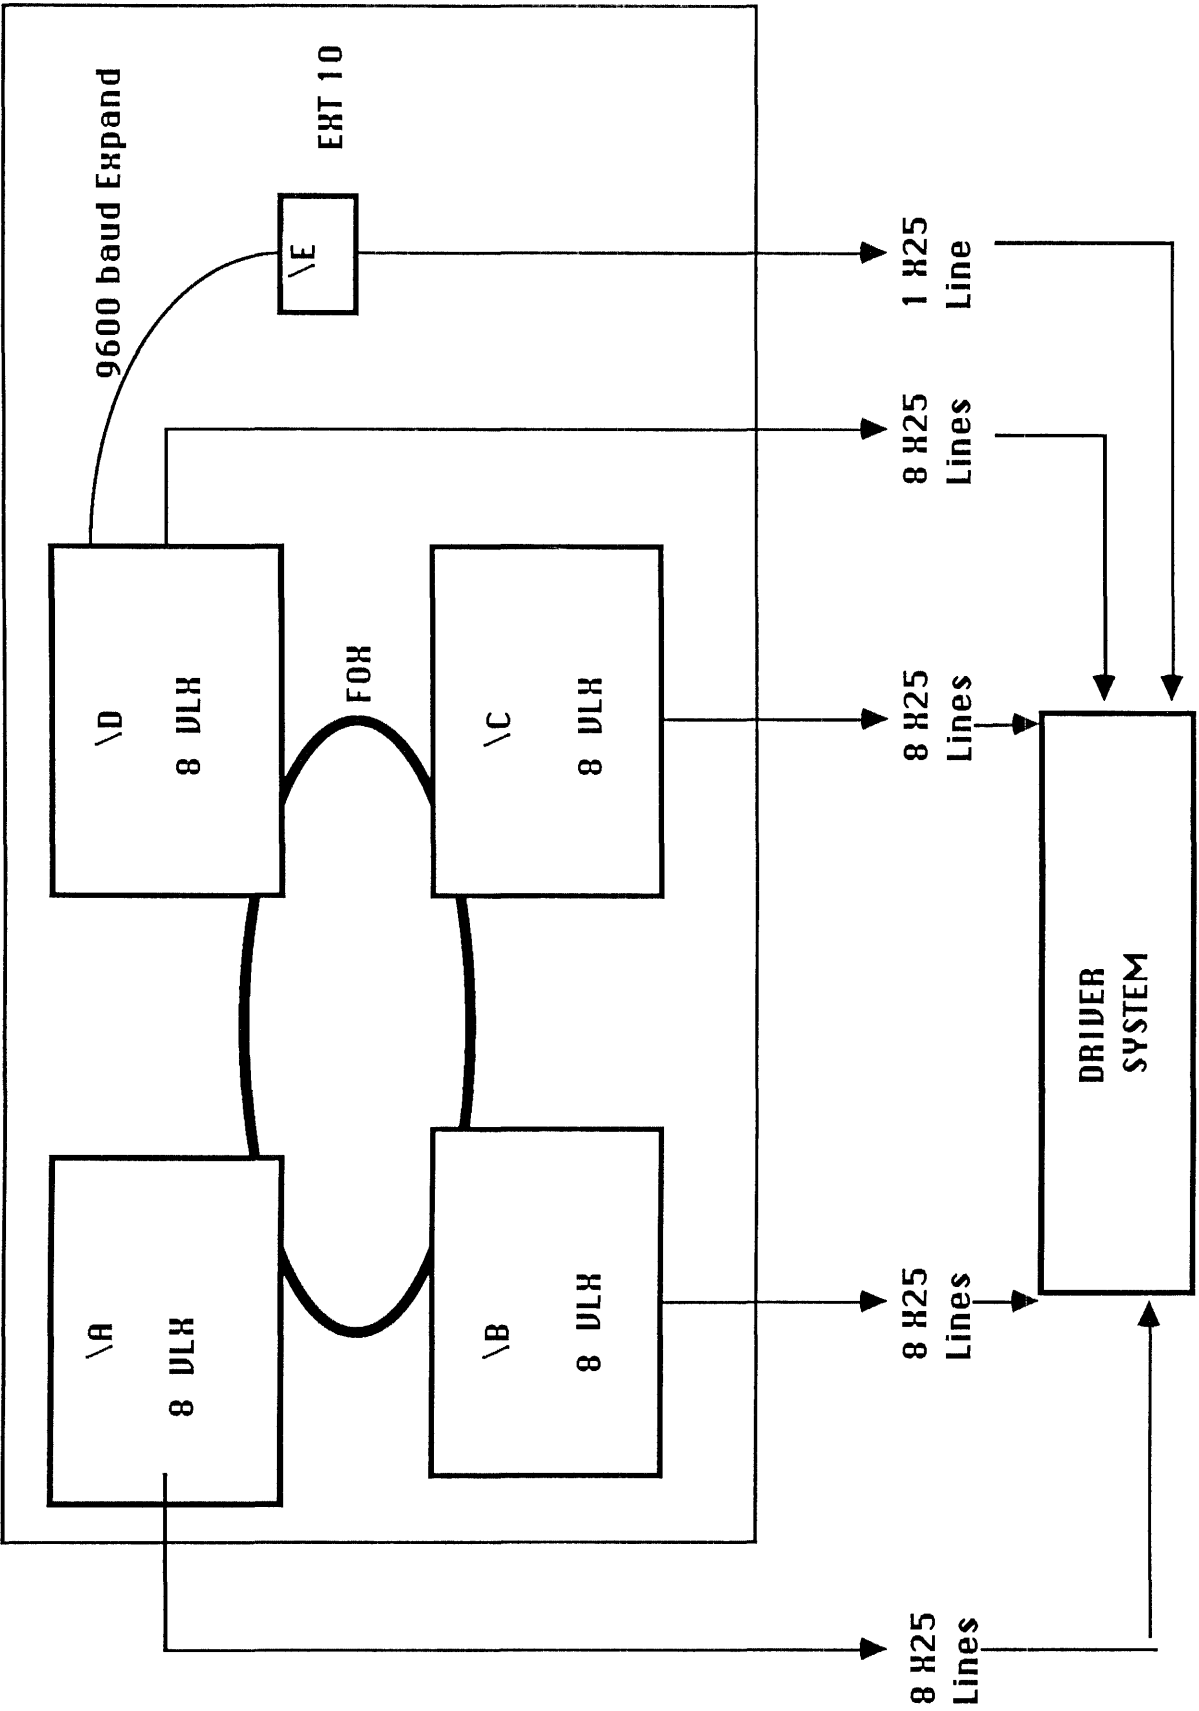 \A
8 VLX
\D
8 VLX
9600 baud Expand
\E
EXT 10
FOX
\B
8 VLX
\C
8 VLX
8 X25
Lines
8 X25
Lines
8 X25
Lines
8 X25
Lines
1 X25
Line
DRIVER
SYSTEM